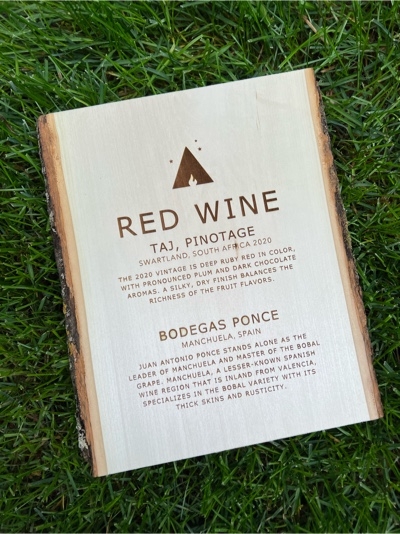 RED WINE
TAJ, PINOTAGE
SWARTLAND, SOUTH AFRICA 2020
THE 2020 VINTAGE IS DEEP RUBY RED IN COLOR,
WITH PRONOUNCED PLUM AND DARK CHOCOLATE
AROMAS. A SILKY, DRY FINISH BALANCES THE
RICHNESS OF THE FRUIT FLAVORS.
BODEGAS PONCE
MANCHUELA, SPAIN
JUAN ANTONIO PONCE STANDS ALONE AS THE
LEADER OF MANCHUELA AND MASTER OF THE BOBAL
GRAPE. MANCHUELA, A LESSER-KNOWN SPANISH
WINE REGION THAT IS INLAND FROM VALENCIA,
SPECIALIZES IN THE BOBAL VARIETY WITH ITS
THICK SKINS AND RUSTICITY.